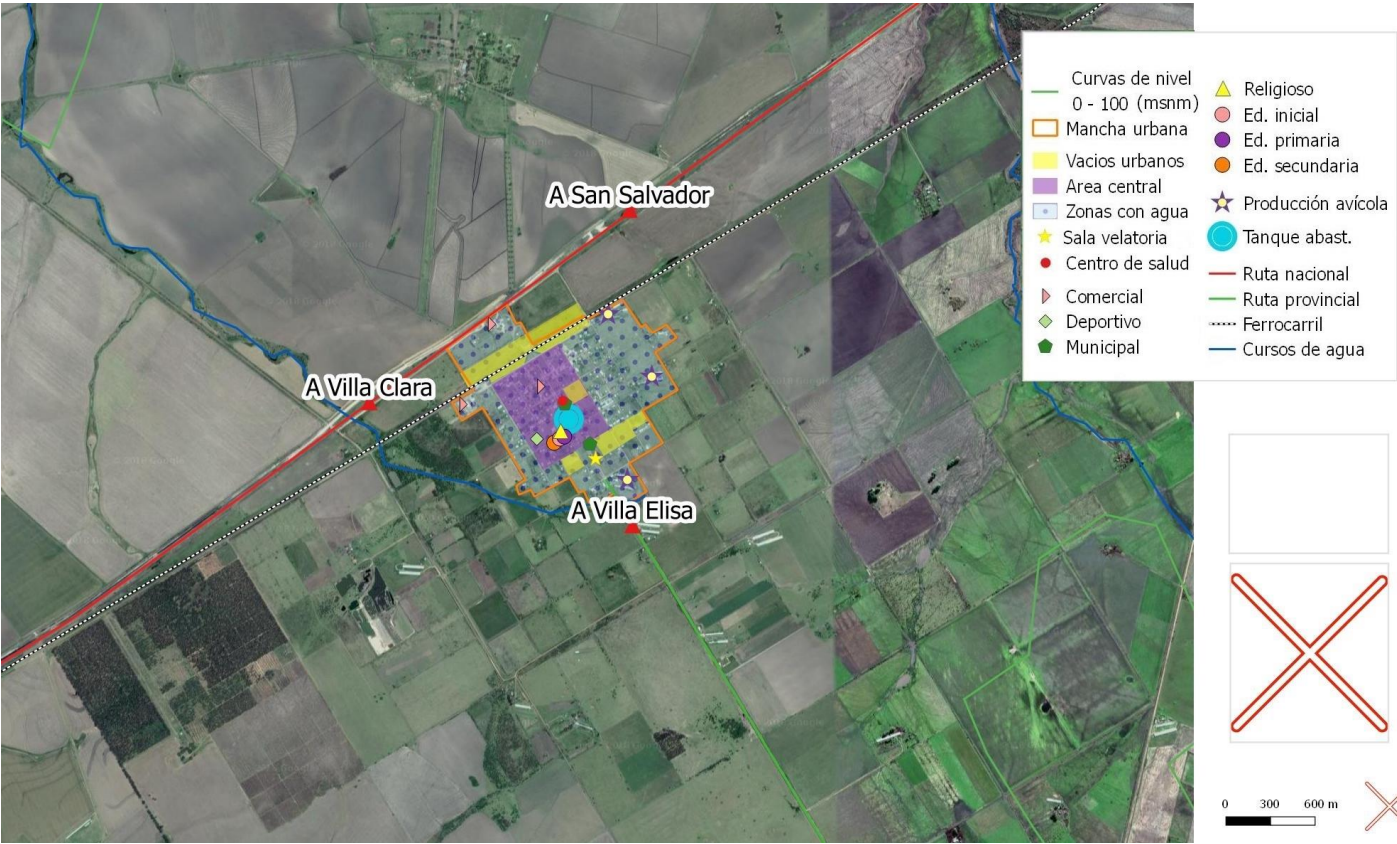 A San Salvador
A Villa Clara
A Villa Elisa
Curvas de nivel
0 - 100 (msnm)
Mancha urbana
Vacios urbanos
Area central
Zonas con agua
Sala velatoria
Centro de salud
Comercial
Deportivo
Municipal
Religioso
Ed. inicial
Ed. primaria
Ed. secundaria
Producción avícola
Tanque abast.
Ruta nacional
Ruta provincial
Ferrocarril
Cursos de agua
0 300 600 m